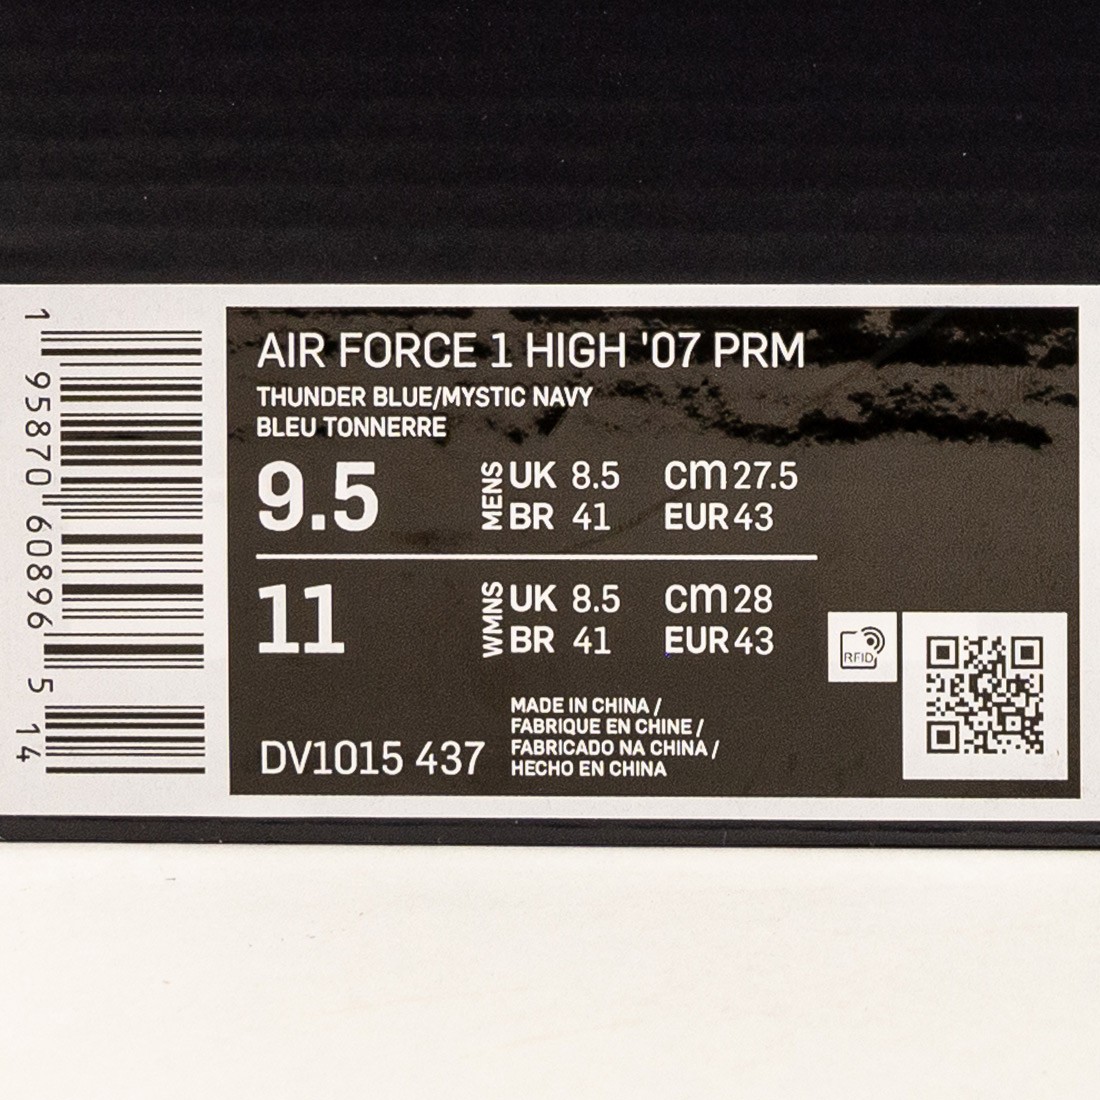 AIR FORCE 1 HIGH '07 PRM
THUNDER BLUE/MYSTIC NAVY
BLEU TONNERRE
9.5
MENS
UK 8.5 cm 27.5
BR 41 EUR 43
11
WMNS
UK 8.5 cm 28
BR 41 EUR 43
DV1015 437
MADE IN CHINA /
FABRIQUE EN CHINE /
FABRICADO NA CHINA /
HECHO EN CHINA
RFID
1 95870 60896 5 14